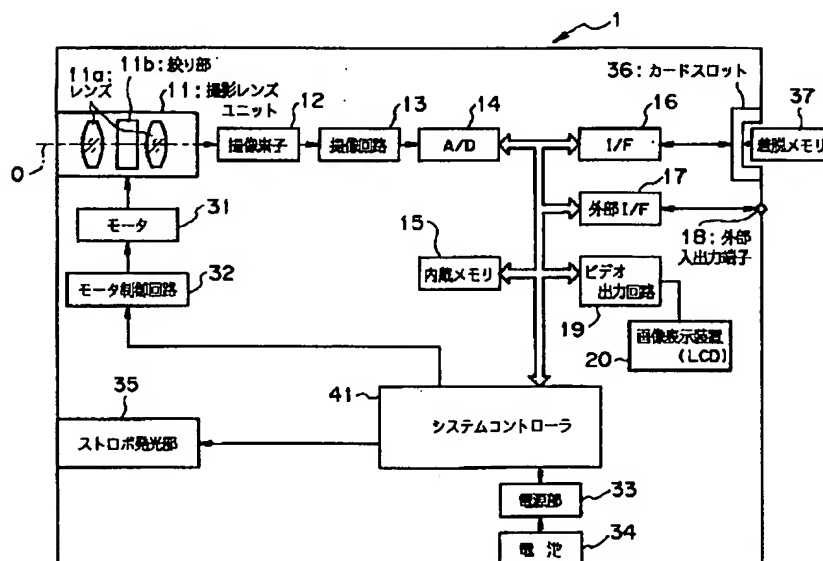 1
11b:絞り部
11a:
レンズ
11:撮影レンズ
ユニット
12
13
14
36:カードスロット
16
37
撮像素子
撮像回路
A/D
I/F
着脱メモリ
O
17
31
モータ
外部I/F
15
18:外部
入出力端子
32
内蔵メモリ
ビデオ
出力回路
モータ制御回路
19
画像表示装置
(LCD)
20
41
35
システムコントローラ
ストロボ発光部
33
電源部
34
電池